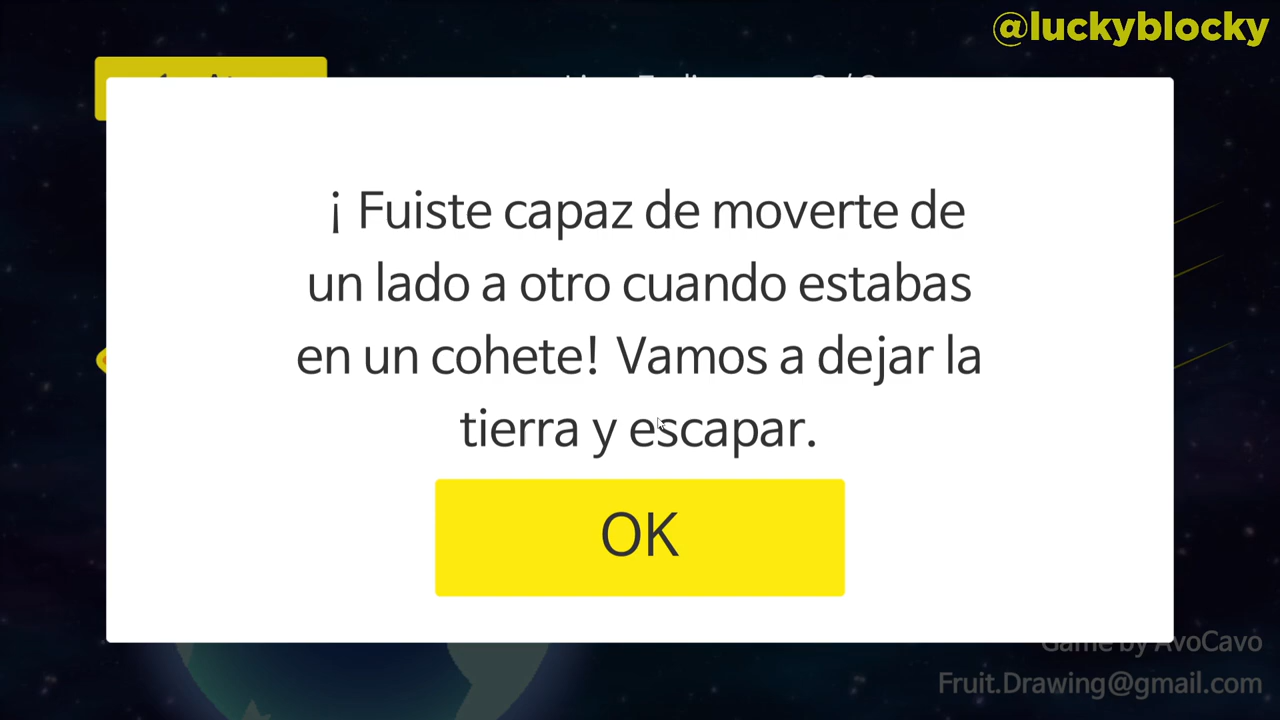 @luckyblocky
¡ Fuiste capaz de moverte de
un lado a otro cuando estabas
en un cohete! Vamos a dejar la
tierra y escapar.
OK
Game by AvoCavo
Fruit.Drawing@gmail.com